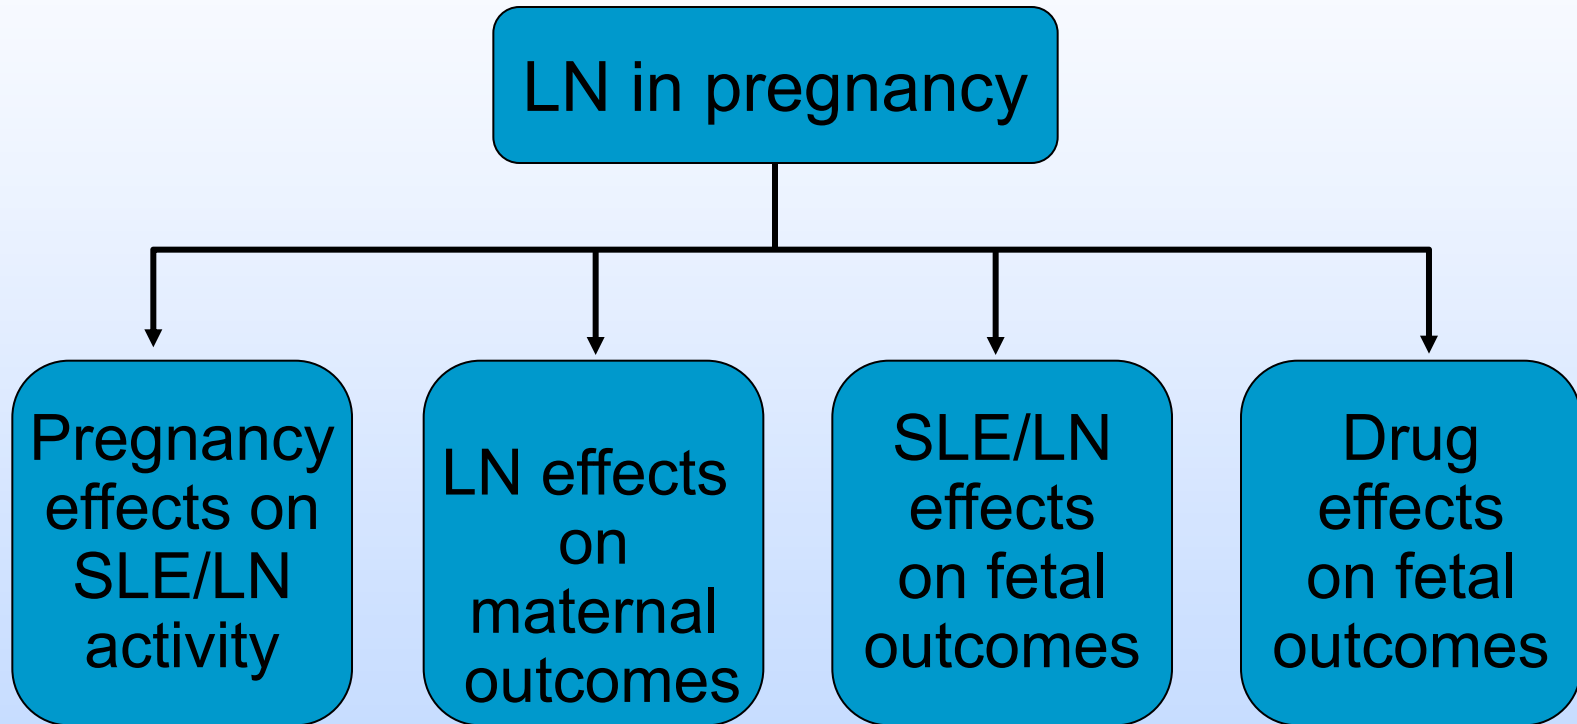 LN in pregnancy
Pregnancy
effects on
SLE/LN
activity
LN effects
on
maternal
outcomes
SLE/LN
effects
on fetal
outcomes
Drug
effects
on fetal
outcomes